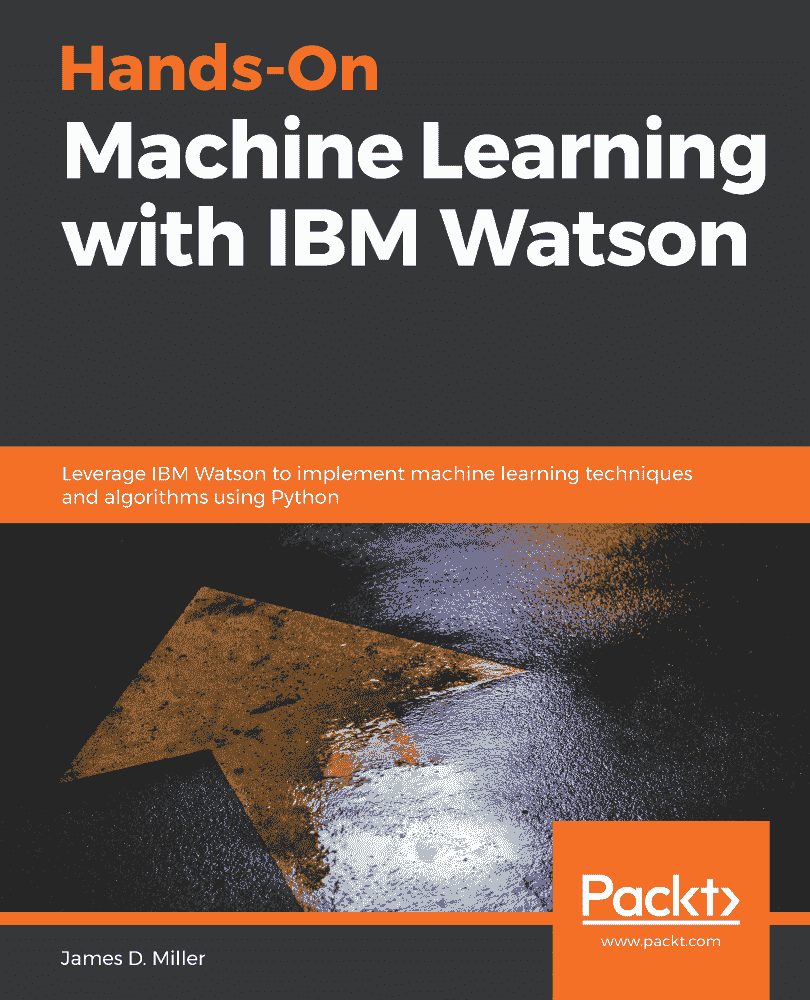 Hands-On
Machine Learning
with IBM Watson
Leverage IBM Watson to implement machine learning techniques
and algorithms using Python
Packt>
www.packt.com
James D. Miller